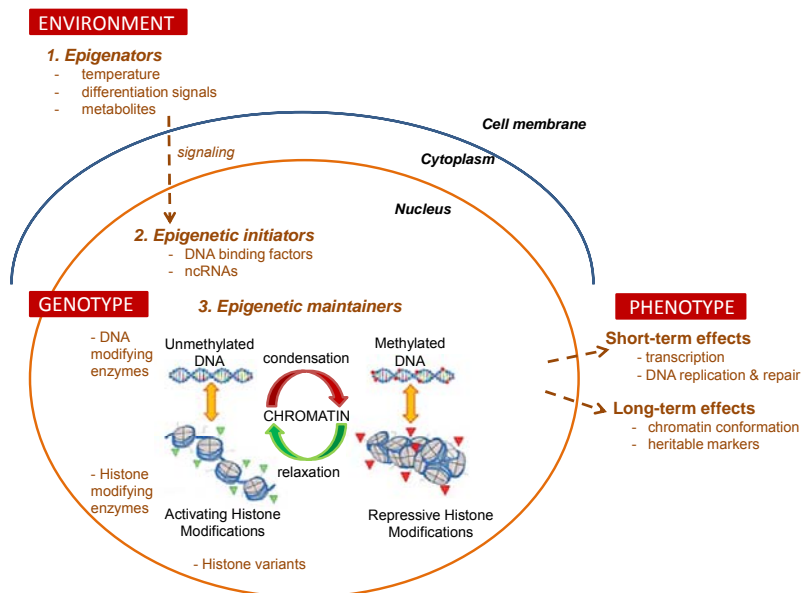 ENVIRONMENT
1. Epigenators
- temperature
- differentiation signals
- metabolites
signaling
Cell membrane
Cytoplasm
Nucleus
2. Epigenetic initiators
- DNA binding factors
- ncRNAs
GENOTYPE
3. Epigenetic maintainers
PHENOTYPE
- DNA
modifying
enzymes
Unmethylated
DNA
condensation
Methylated
DNA
CHROMATIN
relaxation
- Histone
modifying
enzymes
Activating Histone
Modifications
Repressive Histone
Modifications
- Histone variants
Short-term effects
- transcription
- DNA replication & repair
Long-term effects
- chromatin conformation
- heritable markers